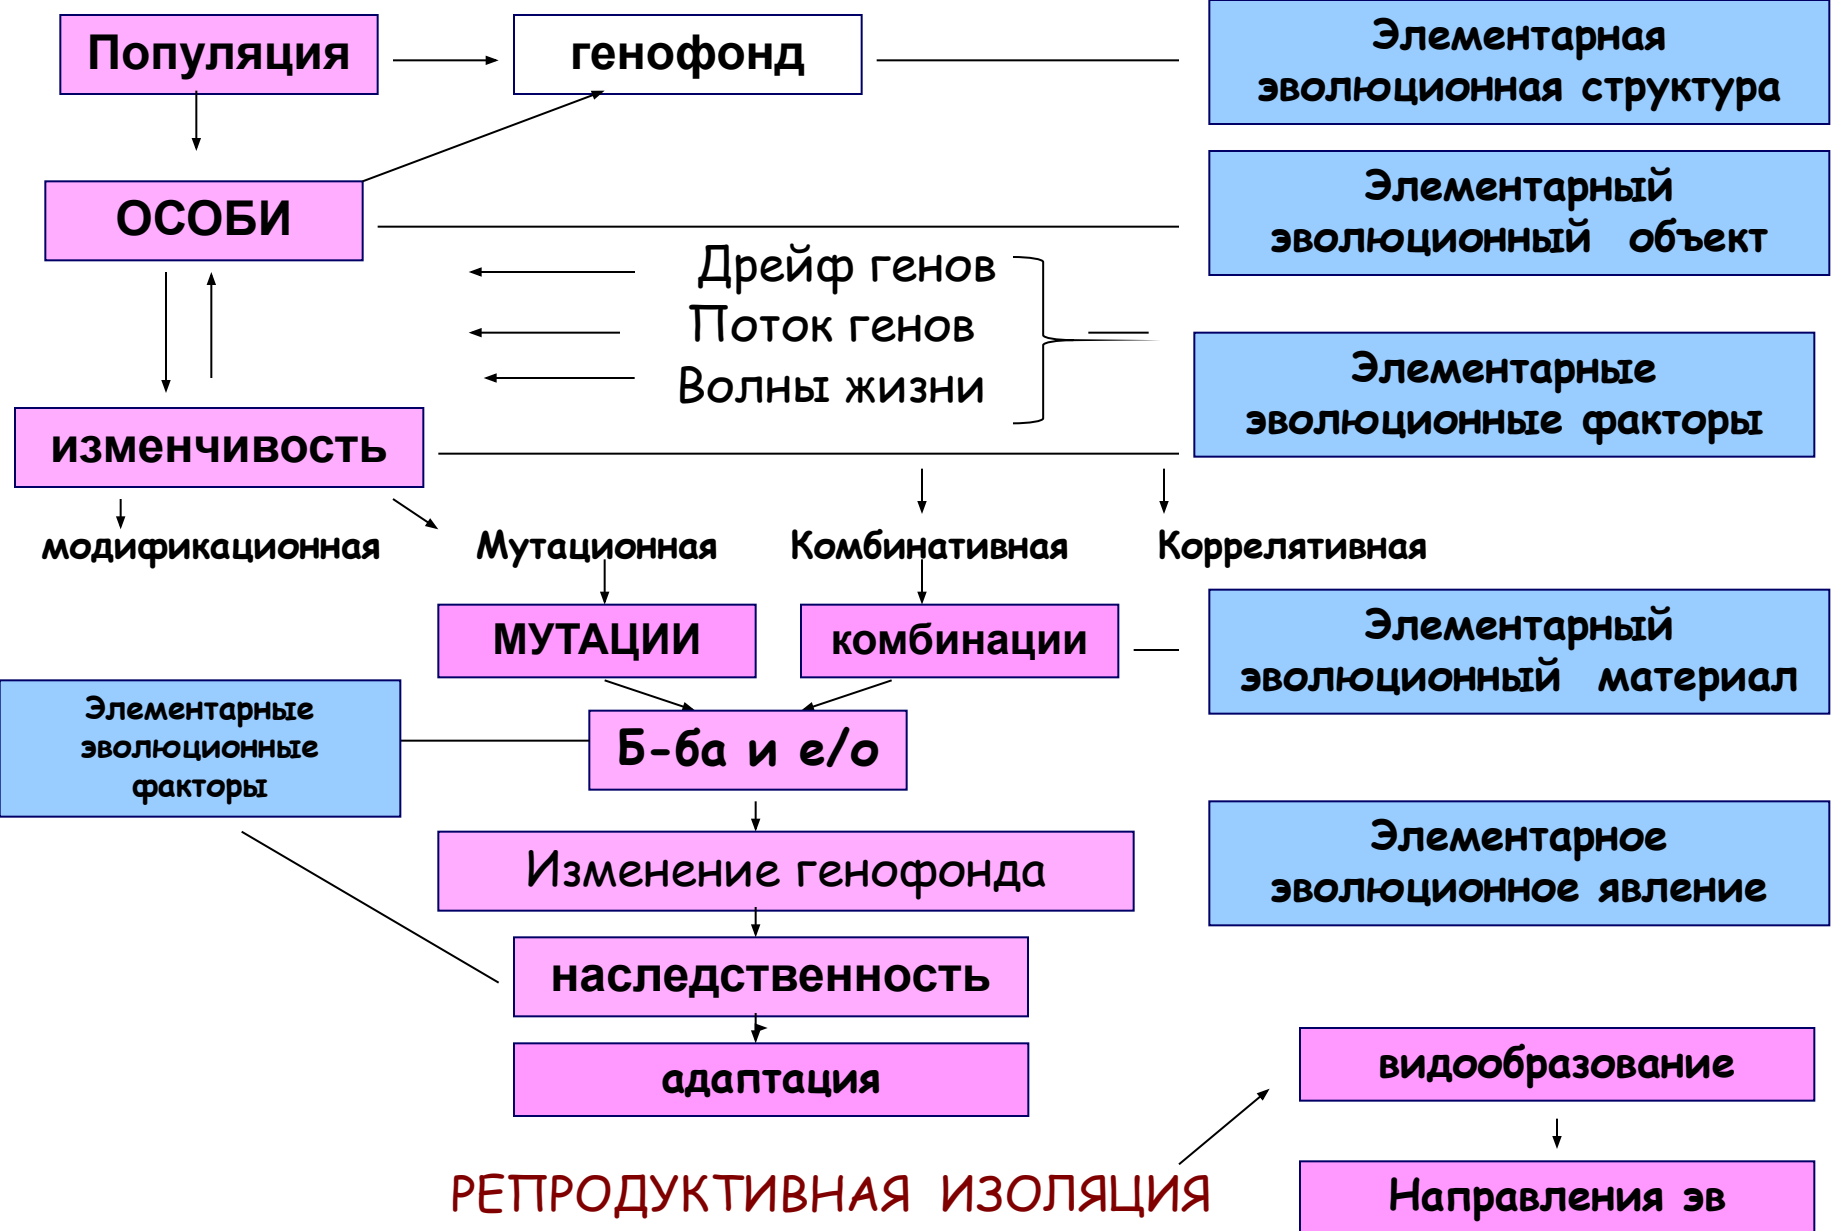 Популяция
генофонд
Элементарная
эволюционная структура
ОСОБИ
Элементарный
эволюционный объект
Дрейф генов
Поток генов
Волны жизни
Элементарные
эволюционные факторы
изменчивость
модификационная
Мутационная
Комбинативная
Коррелятивная
МУТАЦИИ
комбинации
Элементарный
эволюционный материал
Элементарные
эволюционные
факторы
Б-ба и е/о
Изменение генофонда
Элементарное
эволюционное явление
наследственность
адаптация
видообразование
РЕПРОДУКТИВНАЯ ИЗОЛЯЦИЯ
Направления эв